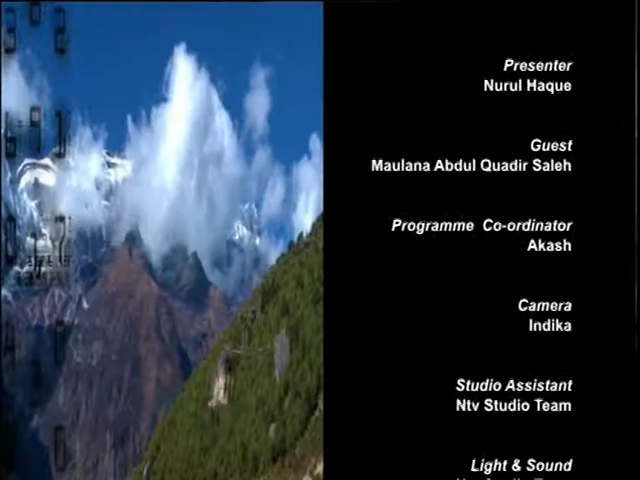 Presenter
Nurul Haque
Guest
Maulana Abdul Quadir Saleh
Programme Co-ordinator
Akash
Camera
Indika
Studio Assistant
Ntv Studio Team
Light & Sound